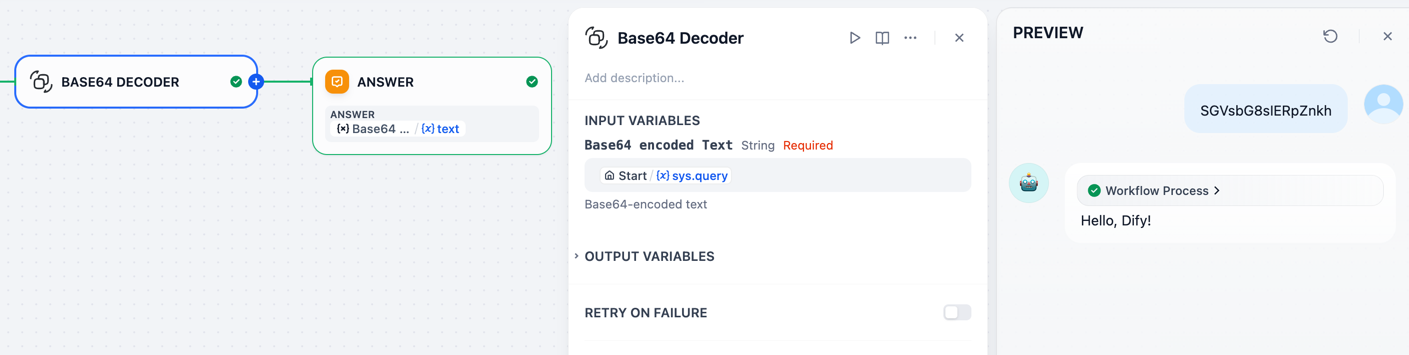 BASE64 DECODER
ANSWER
ANSWER
{x} Base64 ... / {x} text
Base64 Decoder
Add description...
INPUT VARIABLES
Base64 encoded Text String Required
Start / {x} sys.query
Base64-encoded text
OUTPUT VARIABLES
RETRY ON FAILURE
PREVIEW
SGVsbG8sIERpZnkh
Workflow Process
Hello, Dify!